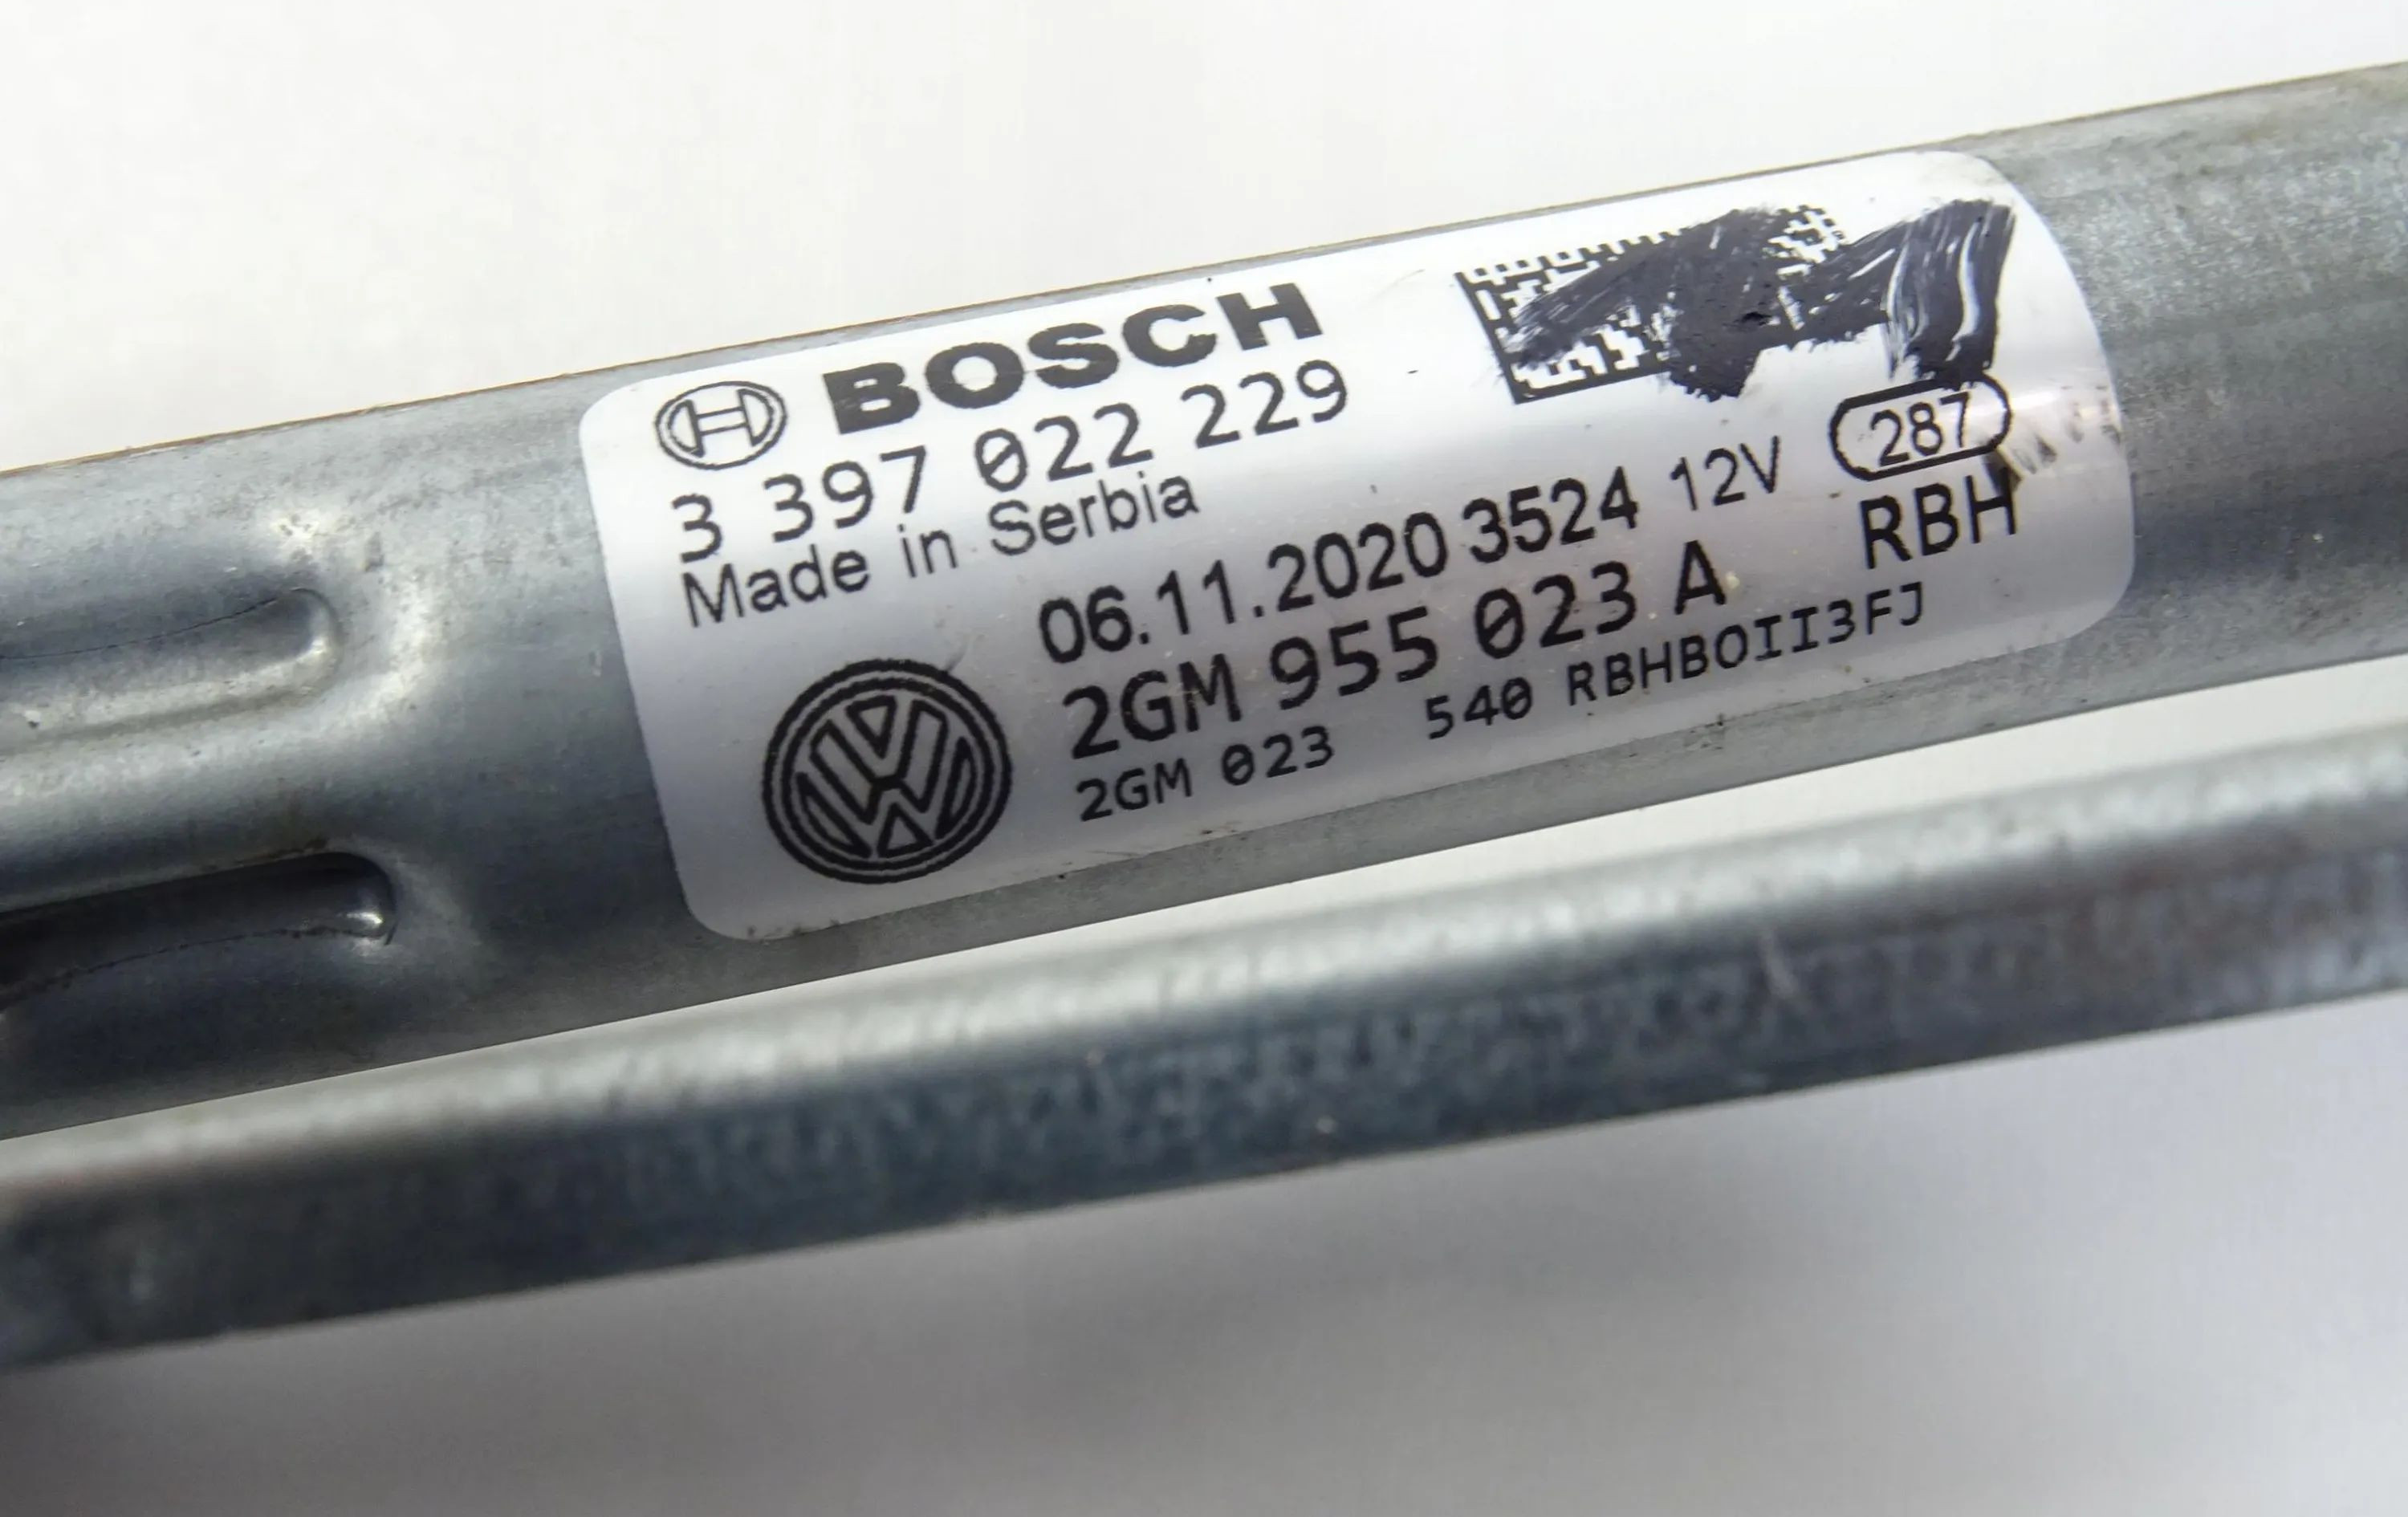 BOSCH
3 397 022 229
Made in Serbia
287
06.11.2020 3524 12V
RBH
2GM 955 023 A
2GM 023 540 RBHBOII3FJ